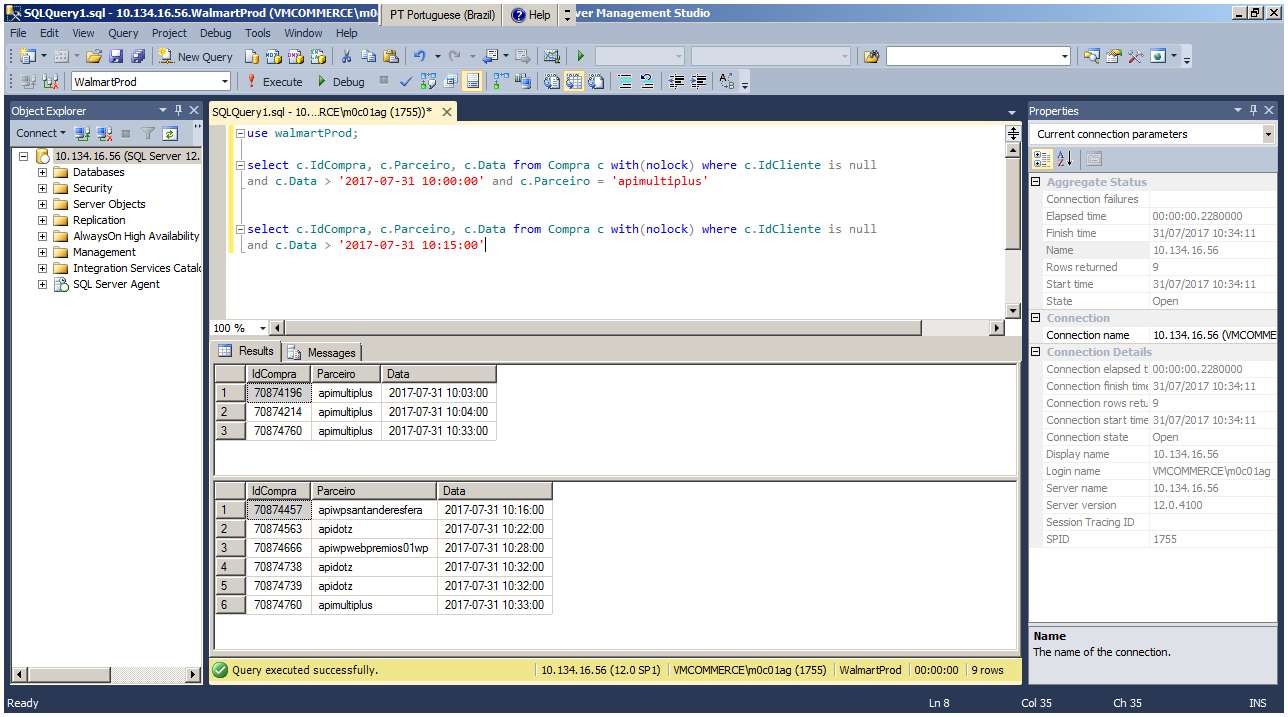 SQLQuery1.sql - 10.134.16.56.WalmartProd (VMCOMMERCE\m0
PT Portuguese (Brazil)
Help
ver Management Studio
File Edit View Query Project Debug Tools Window Help
New Query
WalmartProd
Execute
Debug
Object Explorer
Connect
10.134.16.56 (SQL Server 12.
Databases
Security
Server Objects
Replication
AlwaysOn High Availability
Management
Integration Services Catal
SQL Server Agent
SQLQuery1.sql - 10....RCE\m0c01ag (1755))*
use walmartProd;
select c.IdCompra, c.Parceiro, c.Data from Compra c with(nolock) where c.IdCliente is null
and c.Data > '2017-07-31 10:00:00' and c.Parceiro = 'apimultiplus'
select c.IdCompra, c.Parceiro, c.Data from Compra c with(nolock) where c.IdCliente is null
and c.Data > '2017-07-31 10:15:00'
100 %
Results
Messages
IdCompra Parceiro Data
1 70874196 apimultiplus 2017-07-31 10:03:00
2 70874214 apimultiplus 2017-07-31 10:04:00
3 70874760 apimultiplus 2017-07-31 10:33:00
IdCompra Parceiro Data
1 70874457 apiwpsantanderesfera 2017-07-31 10:16:00
2 70874563 apidotz 2017-07-31 10:22:00
3 70874666 apiwpwebpremios01wp 2017-07-31 10:28:00
4 70874738 apidotz 2017-07-31 10:32:00
5 70874739 apidotz 2017-07-31 10:32:00
6 70874760 apimultiplus 2017-07-31 10:33:00
Query executed successfully.
10.134.16.56 (12.0 SP1)
VMCOMMERCE\m0c01ag (1755)
WalmartProd
00:00:00
9 rows
Properties
Current connection parameters
Aggregate Status
Connection failures
Elapsed time 00:00:00.2280000
Finish time 31/07/2017 10:34:11
Name 10.134.16.56
Rows returned 9
Start time 31/07/2017 10:34:11
State Open
Connection
Connection name 10.134.16.56 (VMCOMME
Connection Details
Connection elapsed t 00:00:00.2280000
Connection finish time 31/07/2017 10:34:11
Connection rows retu 9
Connection start time 31/07/2017 10:34:11
Connection state Open
Display name 10.134.16.56
Login name VMCOMMERCE\m0c01ag
Server name 10.134.16.56
Server version 12.0.4100
Session Tracing ID
SPID 1755
Name
The name of the connection.
Ready
Ln 8
Col 35
Ch 35
INS